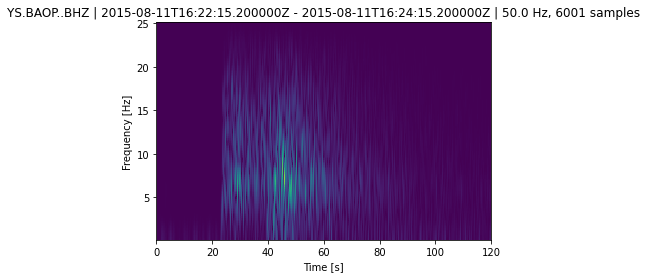 YS.BAOP..BHZ | 2015-08-11T16:22:15.200000Z - 2015-08-11T16:24:15.200000Z | 50.0 Hz, 6001 samples
25
20
15
10
5
Frequency [Hz]
0 20 40 60 80 100 120
Time [s]